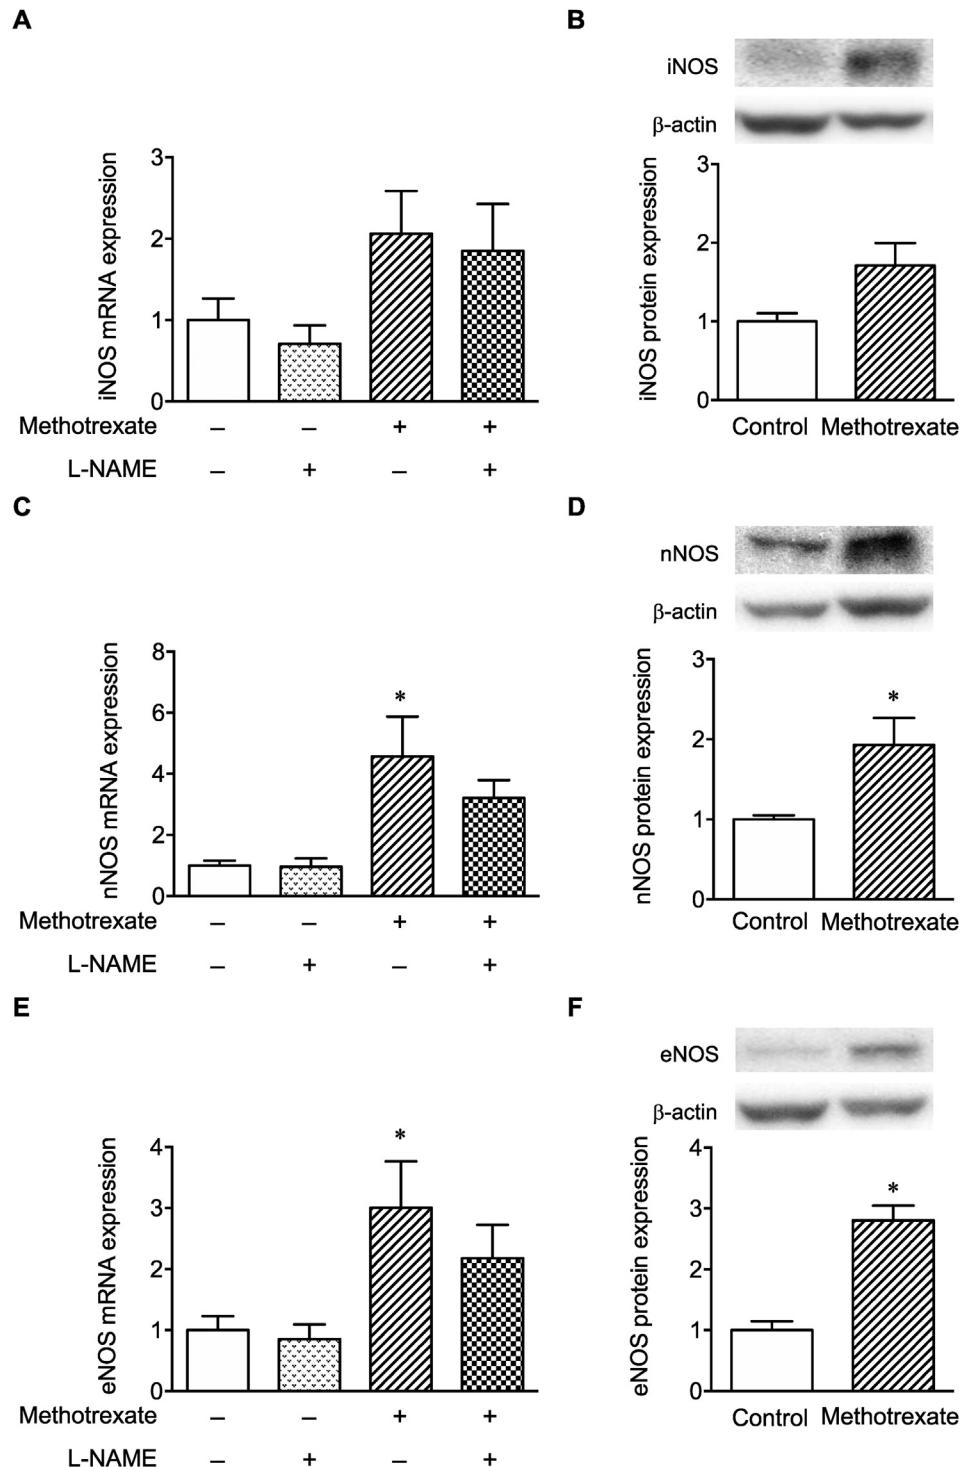 A
iNOS mRNA expression
3
2
1
0
Methotrexate – – + +
L-NAME – + – +
B
iNOS
β-actin
iNOS protein expression
3
2
1
0
Control Methotrexate
C
nNOS mRNA expression
8
6
4
2
0
*
Methotrexate – – + +
L-NAME – + – +
D
nNOS
β-actin
nNOS protein expression
3
2
1
0
*
Control Methotrexate
E
eNOS mRNA expression
4
3
2
1
0
*
Methotrexate – – + +
L-NAME – + – +
F
eNOS
β-actin
eNOS protein expression
4
3
2
1
0
*
Control Methotrexate